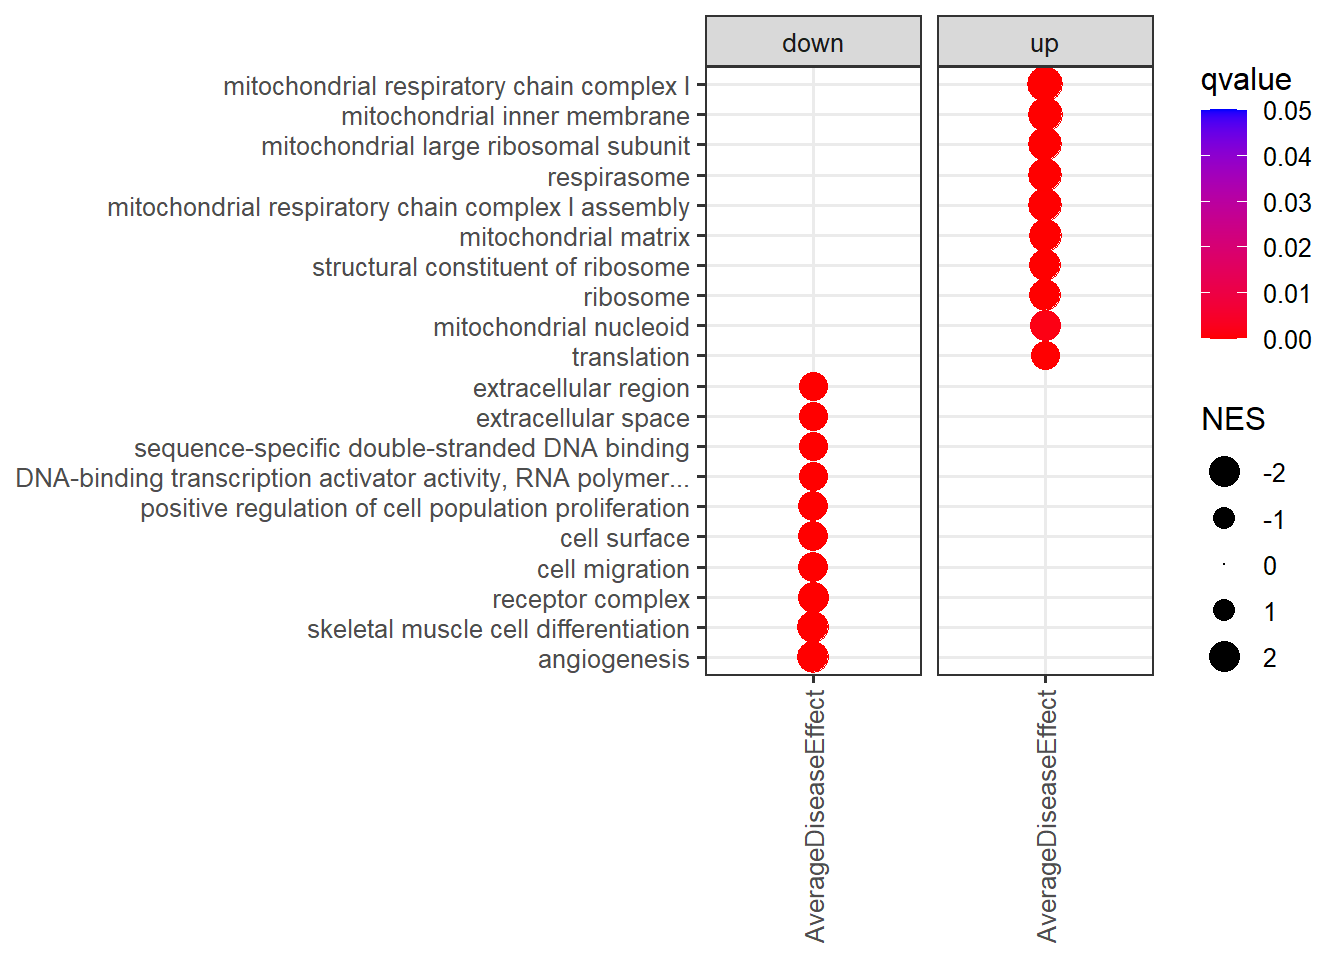 down
up
mitochondrial respiratory chain complex I
mitochondrial inner membrane
mitochondrial large ribosomal subunit
respirasome
mitochondrial respiratory chain complex I assembly
mitochondrial matrix
structural constituent of ribosome
ribosome
mitochondrial nucleoid
translation
extracellular region
extracellular space
sequence-specific double-stranded DNA binding
DNA-binding transcription activator activity, RNA polymer...
positive regulation of cell population proliferation
cell surface
cell migration
receptor complex
skeletal muscle cell differentiation
angiogenesis
AverageDiseaseEffect
AverageDiseaseEffect
qvalue
0.05
0.04
0.03
0.02
0.01
0.00
NES
-2
-1
0
1
2